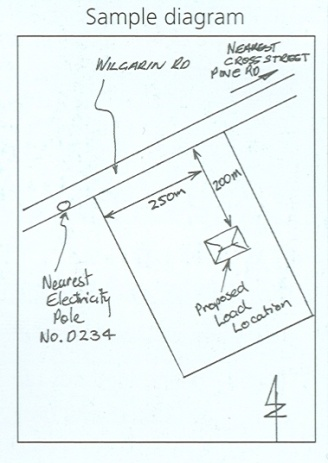 Sample diagram
WILGARIN RD
NEAREST
CROSS STREET
PINE RD
250m
200m
Nearest
Electricity
Pole
No. 0234
Proposed
Load
Location